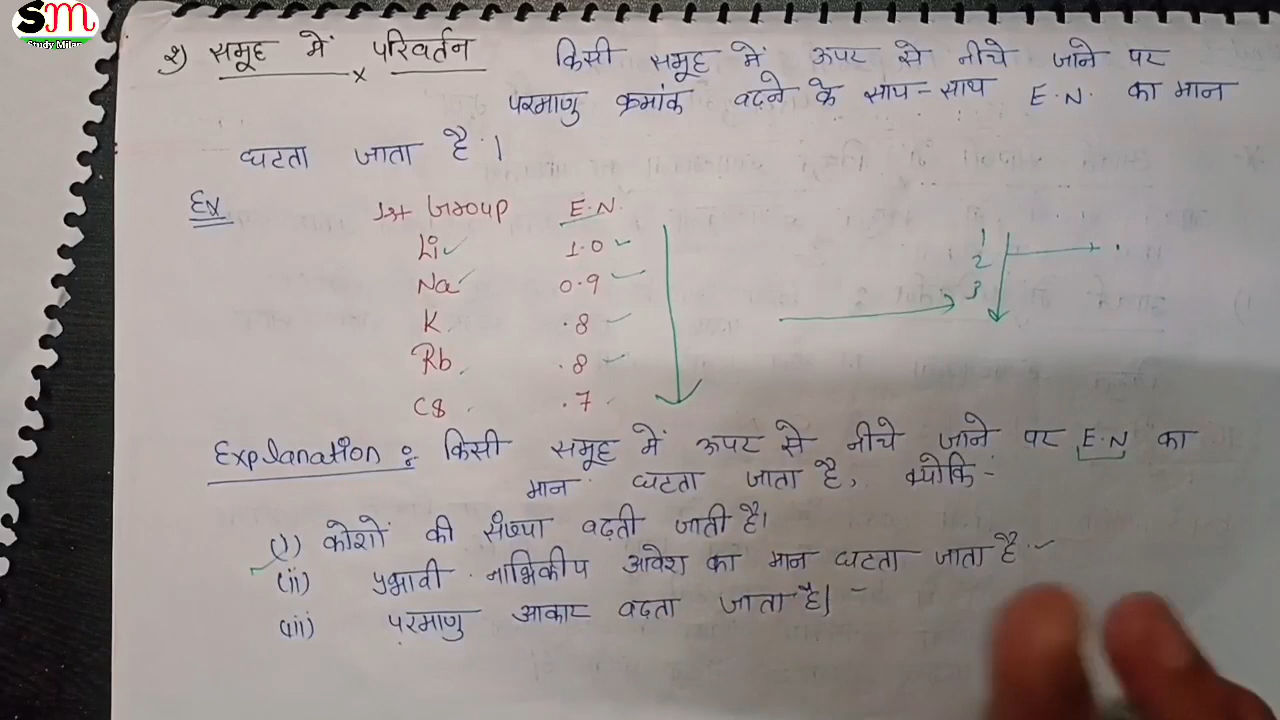 SM
Study Milan
२) समूह में परिवर्तन किसी समूह में ऊपर से नीचे जाने पर
परमाणु क्रमांक बढ़ने के साथ-साथ E.N. का मान
घटता जाता है।
Ex 1st Group E.N.
Li 1.0
Na 0.9
K .8
Rb .8
Cs .7
1
2
3
Explanation : किसी समूह में ऊपर से नीचे जाने पर E.N का
मान घटता जाता है, क्योकि -
(i) कोशों की संख्या बढ़ती जाती है।
(ii) प्रभावी नाभिकीय आवेश का मान घटता जाता है -
(iii) परमाणु आकार बढ़ता जाता है। -